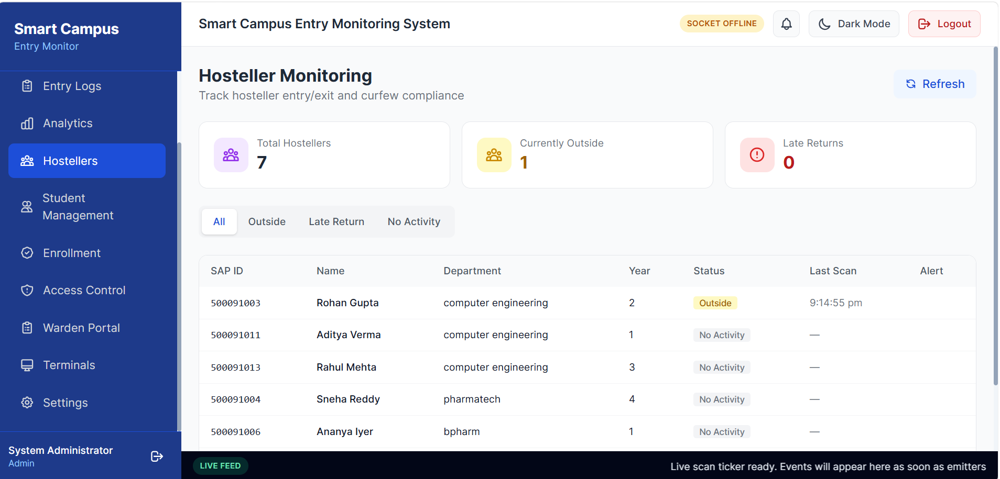 Smart Campus
Entry Monitor
Entry Logs
Analytics
Hostellers
Student
Management
Enrollment
Access Control
Warden Portal
Terminals
Settings
System Administrator
Admin
Smart Campus Entry Monitoring System
SOCKET OFFLINE
Dark Mode
Logout
Hosteller Monitoring
Track hosteller entry/exit and curfew compliance
Refresh
Total Hostellers
7
Currently Outside
1
Late Returns
0
All Outside Late Return No Activity
SAP ID Name Department Year Status Last Scan Alert
500091003 Rohan Gupta computer engineering 2 Outside 9:14:55 pm
500091011 Aditya Verma computer engineering 1 No Activity —
500091013 Rahul Mehta computer engineering 3 No Activity —
500091004 Sneha Reddy pharmatech 4 No Activity —
500091006 Ananya Iyer bpharm 1 No Activity —
LIVE FEED
Live scan ticker ready. Events will appear here as soon as emitters